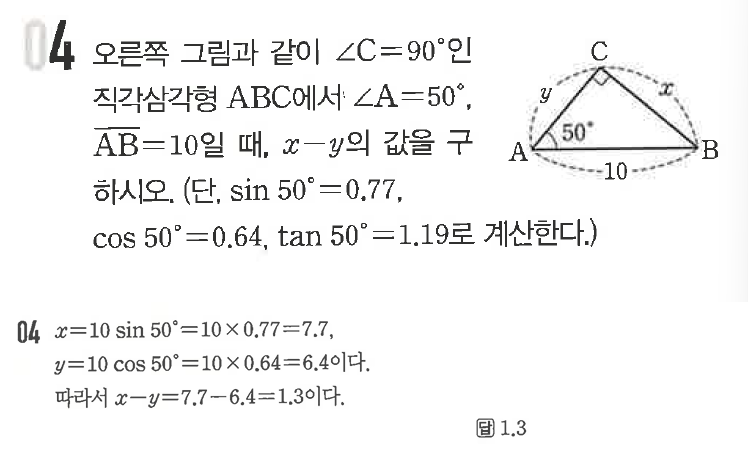 04 오른쪽 그림과 같이 ∠C=90°인
직각삼각형 ABC에서 ∠A=50°,
AB=10일 때, x-y의 값을 구
하시오. (단, sin 50°=0.77,
cos 50°=0.64, tan 50°=1.19로 계산한다.)
C
y
x
50°
A
B
10
04 x=10 sin 50°=10×0.77=7.7,
y=10 cos 50°=10×0.64=6.4이다.
따라서 x-y=7.7-6.4=1.3이다.
답 1.3